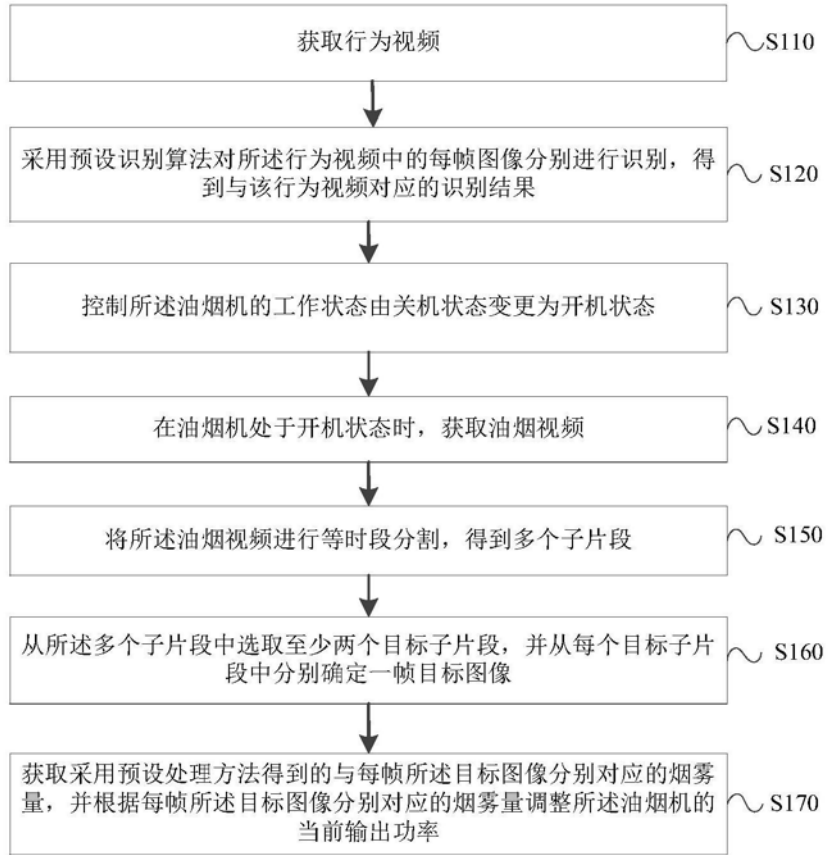 获取行为视频
S110
采用预设识别算法对所述行为视频中的每帧图像分别进行识别，得
到与该行为视频对应的识别结果
S120
控制所述油烟机的工作状态由关机状态变更为开机状态
S130
在油烟机处于开机状态时，获取油烟视频
S140
将所述油烟视频进行等时段分割，得到多个子片段
S150
从所述多个子片段中选取至少两个目标子片段，并从每个目标子片
段中分别确定一帧目标图像
S160
获取采用预设处理方法得到的与每帧所述目标图像分别对应的烟雾
量，并根据每帧所述目标图像分别对应的烟雾量调整所述油烟机的
当前输出功率
S170